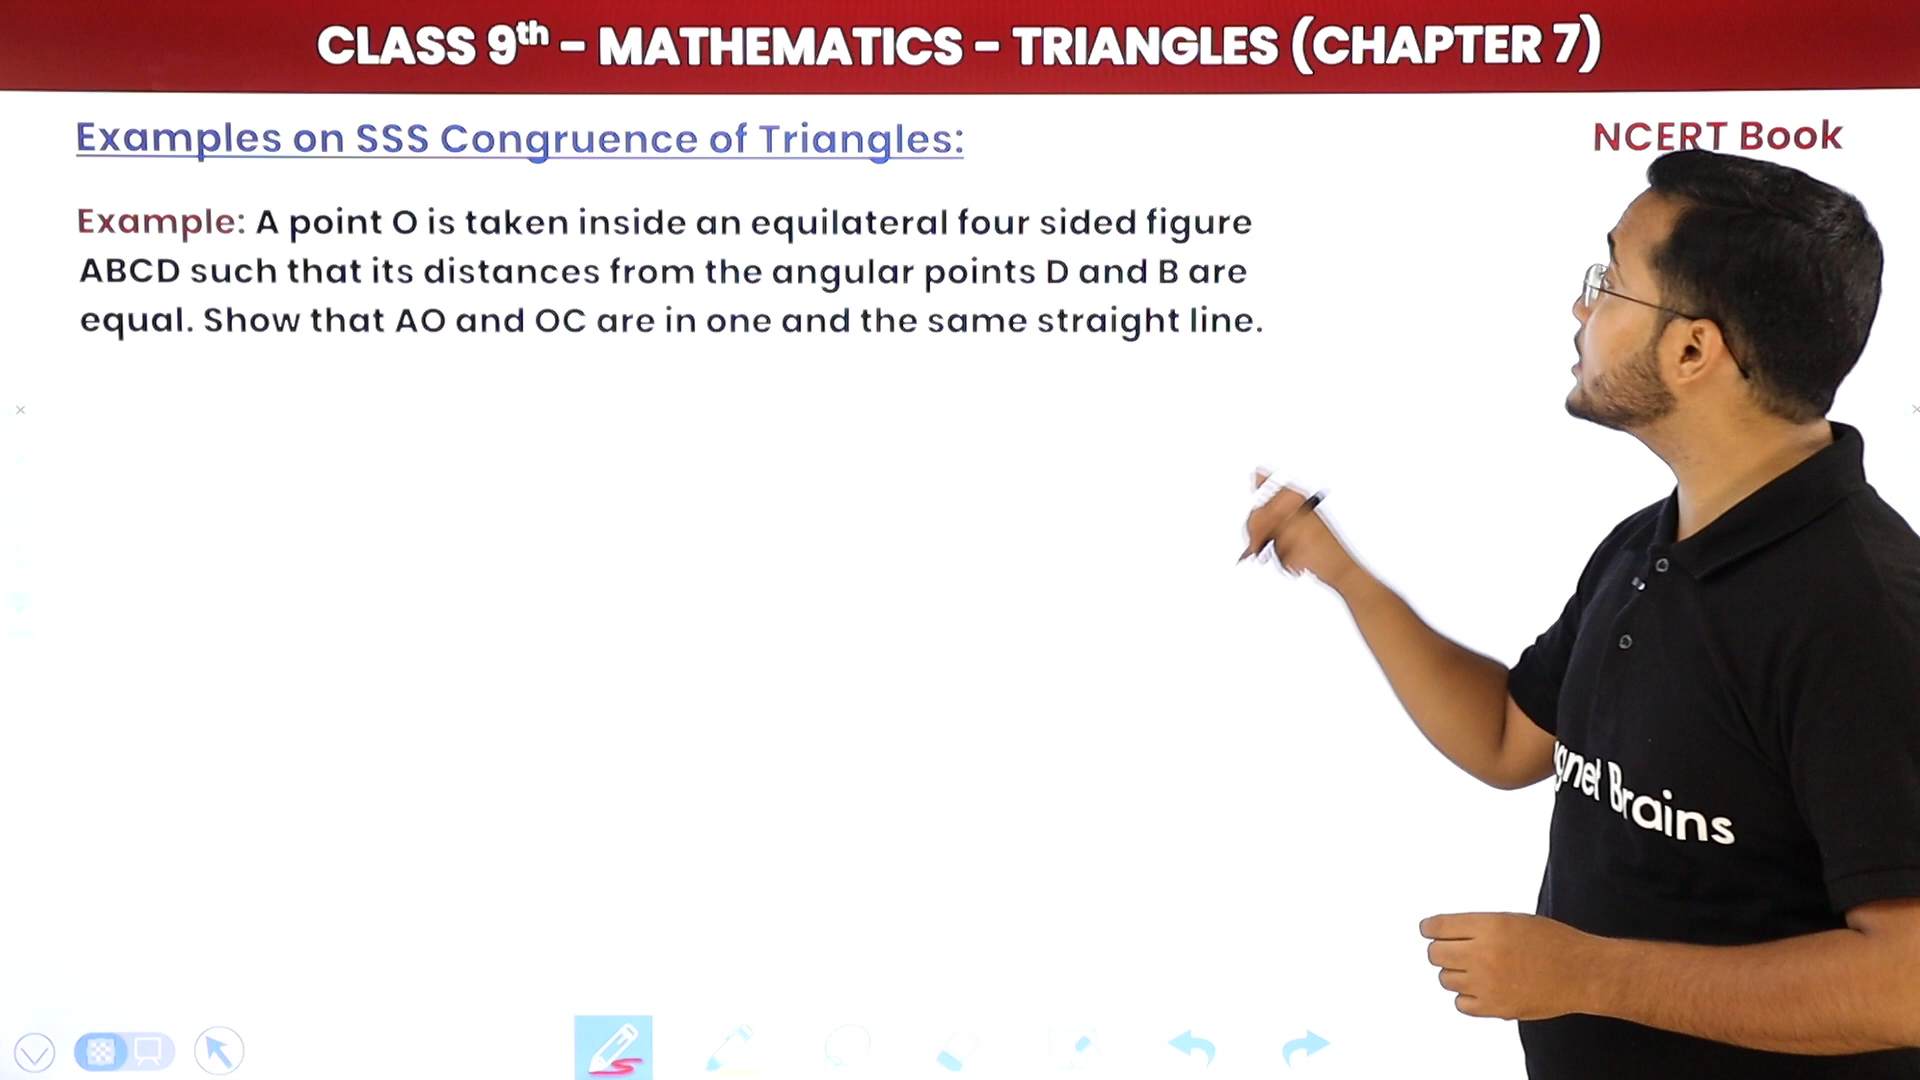 CLASS 9th – MATHEMATICS – TRIANGLES (CHAPTER 7)
Examples on SSS Congruence of Triangles:
NCERT Book
Example: A point O is taken inside an equilateral four sided figure
ABCD such that its distances from the angular points D and B are
equal. Show that AO and OC are in one and the same straight line.
gnet Brains